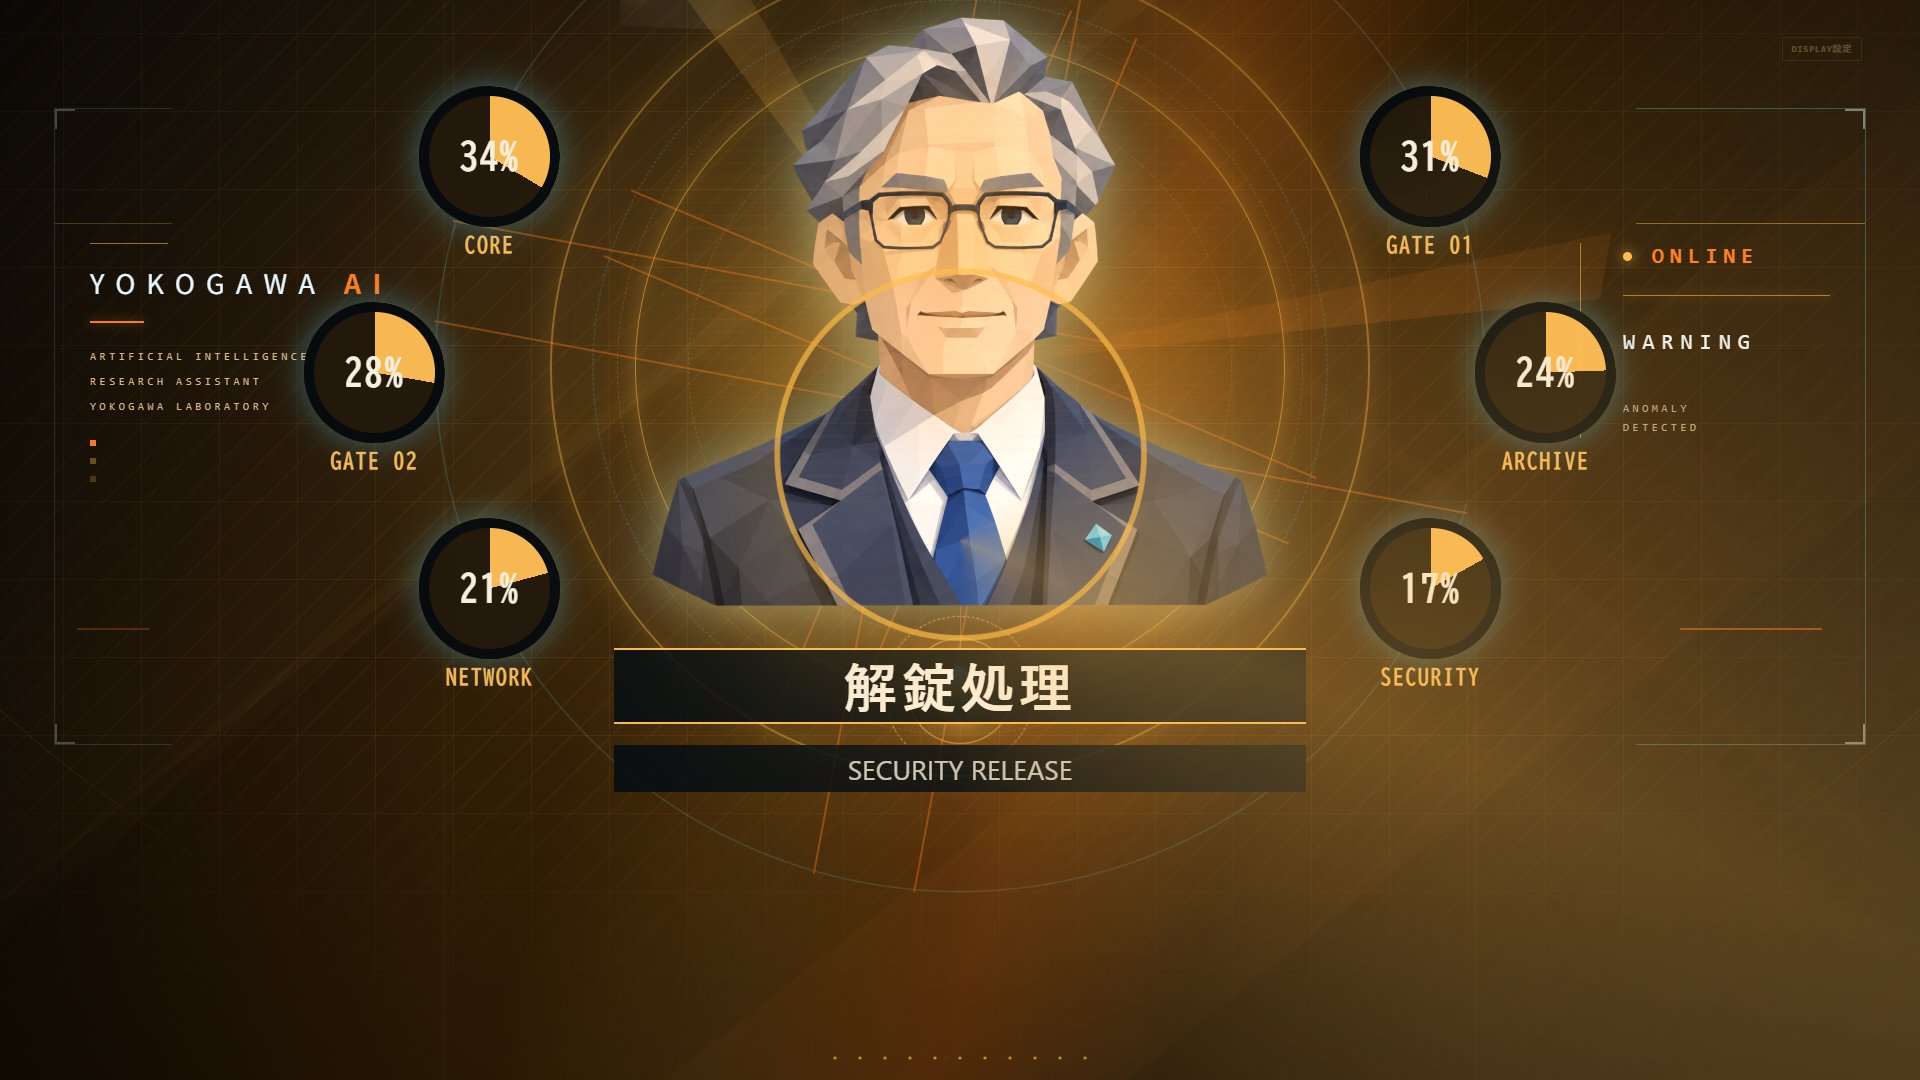 DISPLAY設定
34%
CORE
31%
GATE 01
YOKOGAWA AI
ARTIFICIAL INTELLIGENCE
RESEARCH ASSISTANT
YOKOGAWA LABORATORY
28%
GATE 02
ONLINE
WARNING
ANOMALY
DETECTED
24%
ARCHIVE
21%
NETWORK
17%
SECURITY
解錠処理
SECURITY RELEASE